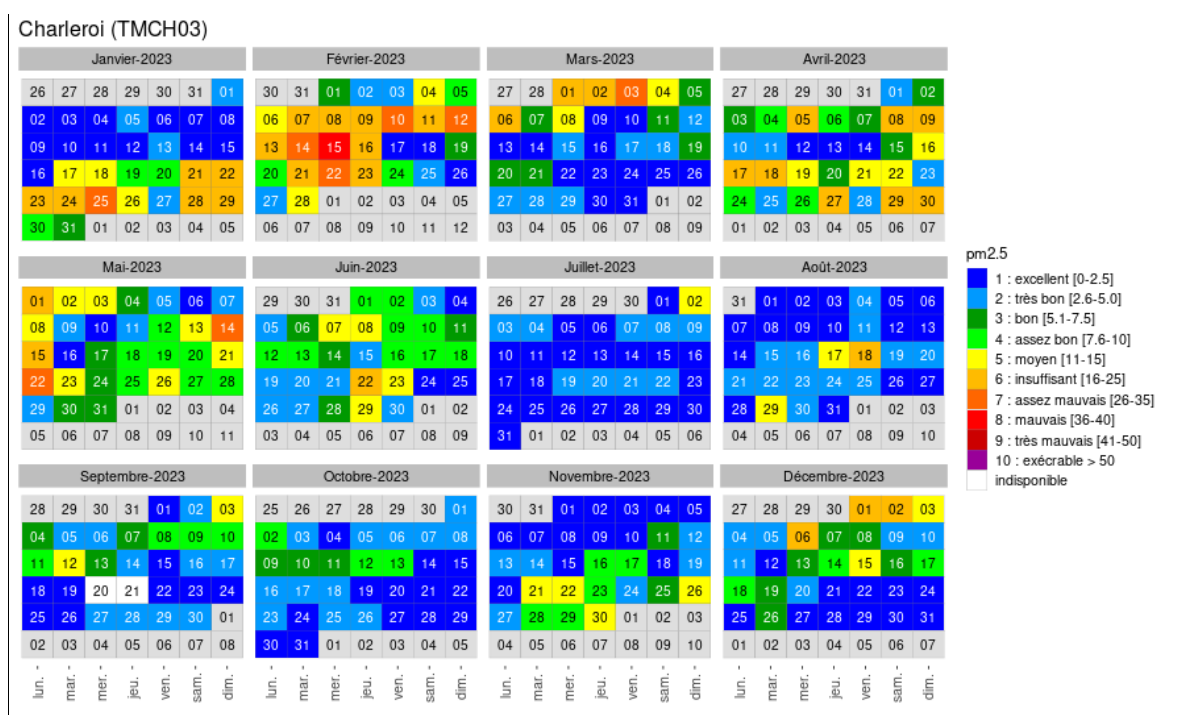 Charleroi (TMCH03)
Janvier-2023 Février-2023 Mars-2023 Avril-2023
26 27 28 29 30 31 01 30 31 01 02 03 04 05 27 28 01 02 03 04 05 27 28 29 30 31 01 02
02 03 04 05 06 07 08 06 07 08 09 10 11 12 06 07 08 09 10 11 12 03 04 05 06 07 08 09
09 10 11 12 13 14 15 13 14 15 16 17 18 19 13 14 15 16 17 18 19 10 11 12 13 14 15 16
16 17 18 19 20 21 22 20 21 22 23 24 25 26 20 21 22 23 24 25 26 17 18 19 20 21 22 23
23 24 25 26 27 28 29 27 28 01 02 03 04 05 27 28 29 30 31 01 02 24 25 26 27 28 29 30
30 31 01 02 03 04 05 06 07 08 09 10 11 12 03 04 05 06 07 08 09 01 02 03 04 05 06 07
Mai-2023 Juin-2023 Juillet-2023 Août-2023
01 02 03 04 05 06 07 29 30 31 01 02 03 04 26 27 28 29 30 01 02 31 01 02 03 04 05 06
08 09 10 11 12 13 14 05 06 07 08 09 10 11 03 04 05 06 07 08 09 07 08 09 10 11 12 13
15 16 17 18 19 20 21 12 13 14 15 16 17 18 10 11 12 13 14 15 16 14 15 16 17 18 19 20
22 23 24 25 26 27 28 19 20 21 22 23 24 25 17 18 19 20 21 22 23 21 22 23 24 25 26 27
29 30 31 01 02 03 04 26 27 28 29 30 01 02 24 25 26 27 28 29 30 28 29 30 31 01 02 03
05 06 07 08 09 10 11 03 04 05 06 07 08 09 31 01 02 03 04 05 06 04 05 06 07 08 09 10
Septembre-2023 Octobre-2023 Novembre-2023 Décembre-2023
28 29 30 31 01 02 03 25 26 27 28 29 30 01 30 31 01 02 03 04 05 27 28 29 30 01 02 03
04 05 06 07 08 09 10 02 03 04 05 06 07 08 06 07 08 09 10 11 12 04 05 06 07 08 09 10
11 12 13 14 15 16 17 09 10 11 12 13 14 15 13 14 15 16 17 18 19 11 12 13 14 15 16 17
18 19 20 21 22 23 24 16 17 18 19 20 21 22 20 21 22 23 24 25 26 18 19 20 21 22 23 24
25 26 27 28 29 30 01 23 24 25 26 27 28 29 27 28 29 30 01 02 03 25 26 27 28 29 30 31
02 03 04 05 06 07 08 30 31 01 02 03 04 05 04 05 06 07 08 09 10 01 02 03 04 05 06 07
lun. - mar. - mer. - jeu. - ven. - sam. - dim. - lun. - mar. - mer. - jeu. - ven. - sam. - dim. - lun. - mar. - mer. - jeu. - ven. - sam. - dim. - lun. - mar. - mer. - jeu. - ven. - sam. - dim. -
pm2.5
1 : excellent [0-2.5]
2 : très bon [2.6-5.0]
3 : bon [5.1-7.5]
4 : assez bon [7.6-10]
5 : moyen [11-15]
6 : insuffisant [16-25]
7 : assez mauvais [26-35]
8 : mauvais [36-40]
9 : très mauvais [41-50]
10 : exécrable > 50
indisponible